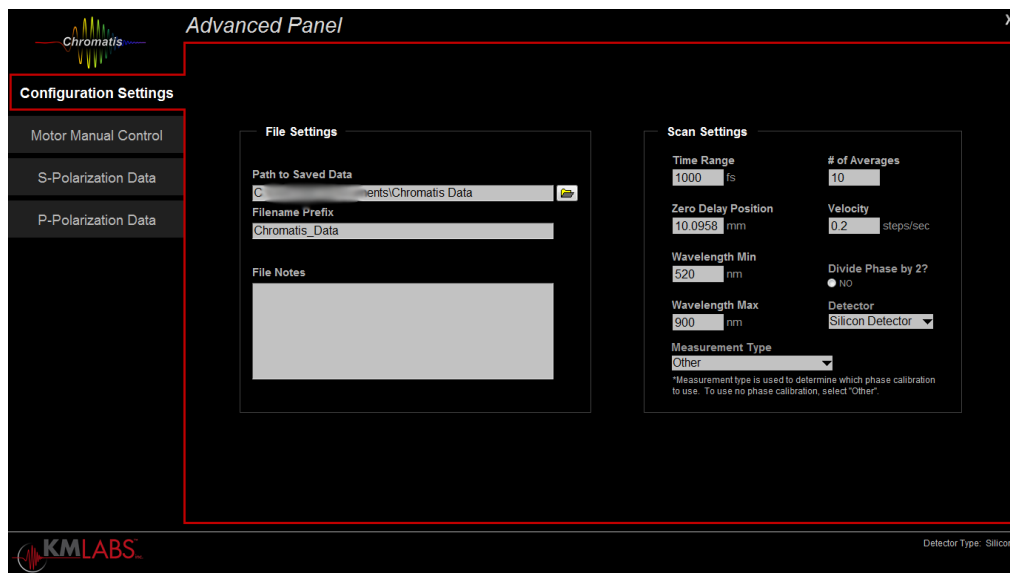 Chromatis
Advanced Panel
X
Configuration Settings
Motor Manual Control
S-Polarization Data
P-Polarization Data
File Settings
Path to Saved Data
C ents\Chromatis Data
Filename Prefix
Chromatis_Data
File Notes
Scan Settings
Time Range
1000 fs
# of Averages
10
Zero Delay Position
10.0958 mm
Velocity
0.2 steps/sec
Wavelength Min
520 nm
Divide Phase by 2?
NO
Wavelength Max
900 nm
Detector
Silicon Detector
Measurement Type
Other
*Measurement type is used to determine which phase calibration
to use. To use no phase calibration, select "Other".
KMLABS
Detector Type: Silicon